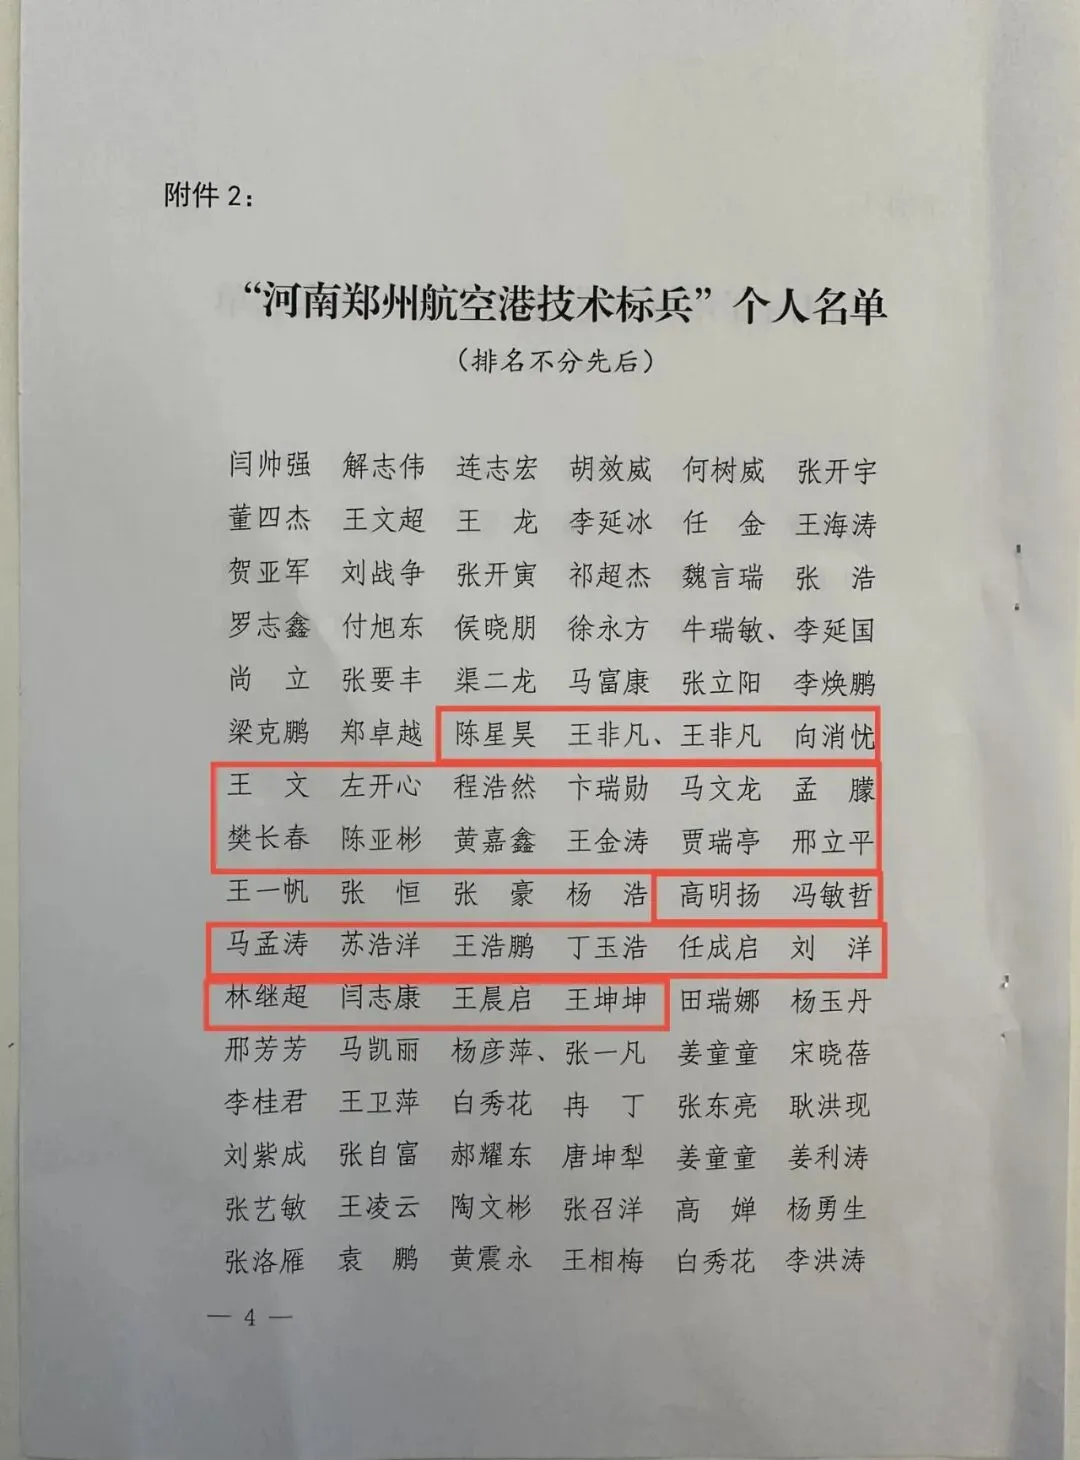 附件 2：
“河南郑州航空港技术标兵”个人名单
（排名不分先后）
闫帅强 解志伟 连志宏 胡效威 何树威 张开宇
董四杰 王文超 王 龙 李延冰 任 金 王海涛
贺亚军 刘战争 张开寅 祁超杰 魏言瑞 张 浩
罗志鑫 付旭东 侯晓朋 徐永方 牛瑞敏、李延国
尚 立 张要丰 渠二龙 马富康 张立阳 李焕鹏
梁克鹏 郑卓越 陈星昊 王非凡、王非凡 向消忧
王 文 左开心 程浩然 卞瑞勋 马文龙 孟 朦
樊长春 陈亚彬 黄嘉鑫 王金涛 贾瑞亭 邢立平
王一帆 张 恒 张 豪 杨 浩 高明扬 冯敏哲
马孟涛 苏浩洋 王浩鹏 丁玉浩 任成启 刘 洋
林继超 闫志康 王晨启 王坤坤 田瑞娜 杨玉丹
邢芳芳 马凯丽 杨彦萍、张一凡 姜童童 宋晓蓓
李桂君 王卫萍 白秀花 冉 丁 张东亮 耿洪现
刘紫成 张自富 郝耀东 唐坤犁 姜童童 姜利涛
张艺敏 王凌云 陶文彬 张召洋 高 婵 杨勇生
张洛雁 袁 鹏 黄震永 王相梅 白秀花 李洪涛
— 4 —